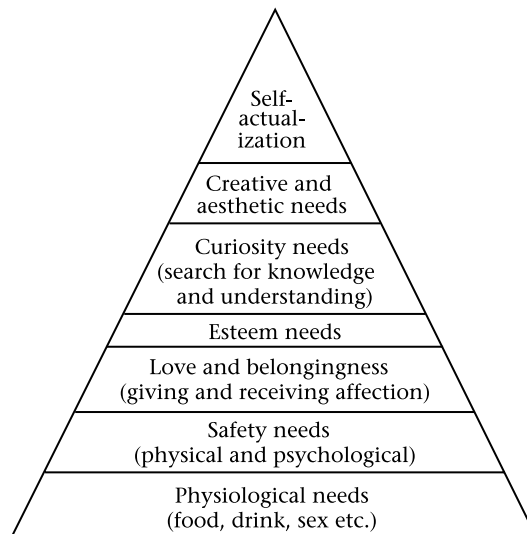 Self-
actual-
ization
Creative and
aesthetic needs
Curiosity needs
(search for knowledge
and understanding)
Esteem needs
Love and belongingness
(giving and receiving affection)
Safety needs
(physical and psychological)
Physiological needs
(food, drink, sex etc.)